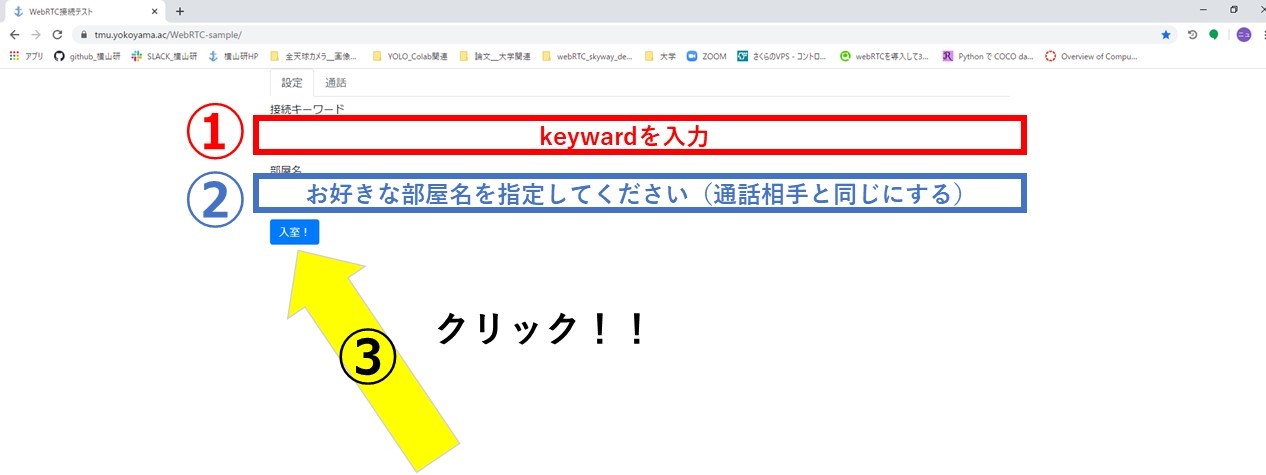 WebRTC接続テスト
tmu.yokoyama.ac/WebRTC-sample/
ニュ
アプリ github_横山研 SLACK_横山研 横山研HP 全天球カメラ__画像... YOLO_Colab関連 論文__大学関連 webRTC_skyway_de... 大学 ZOOM さくらのVPS - コントロ... webRTCを導入して3... Python で COCO da... Overview of Compu...
設定 通話
接続キーワード
① keywardを入力
部屋名
② お好きな部屋名を指定してください（通話相手と同じにする）
入室！
クリック！！
③